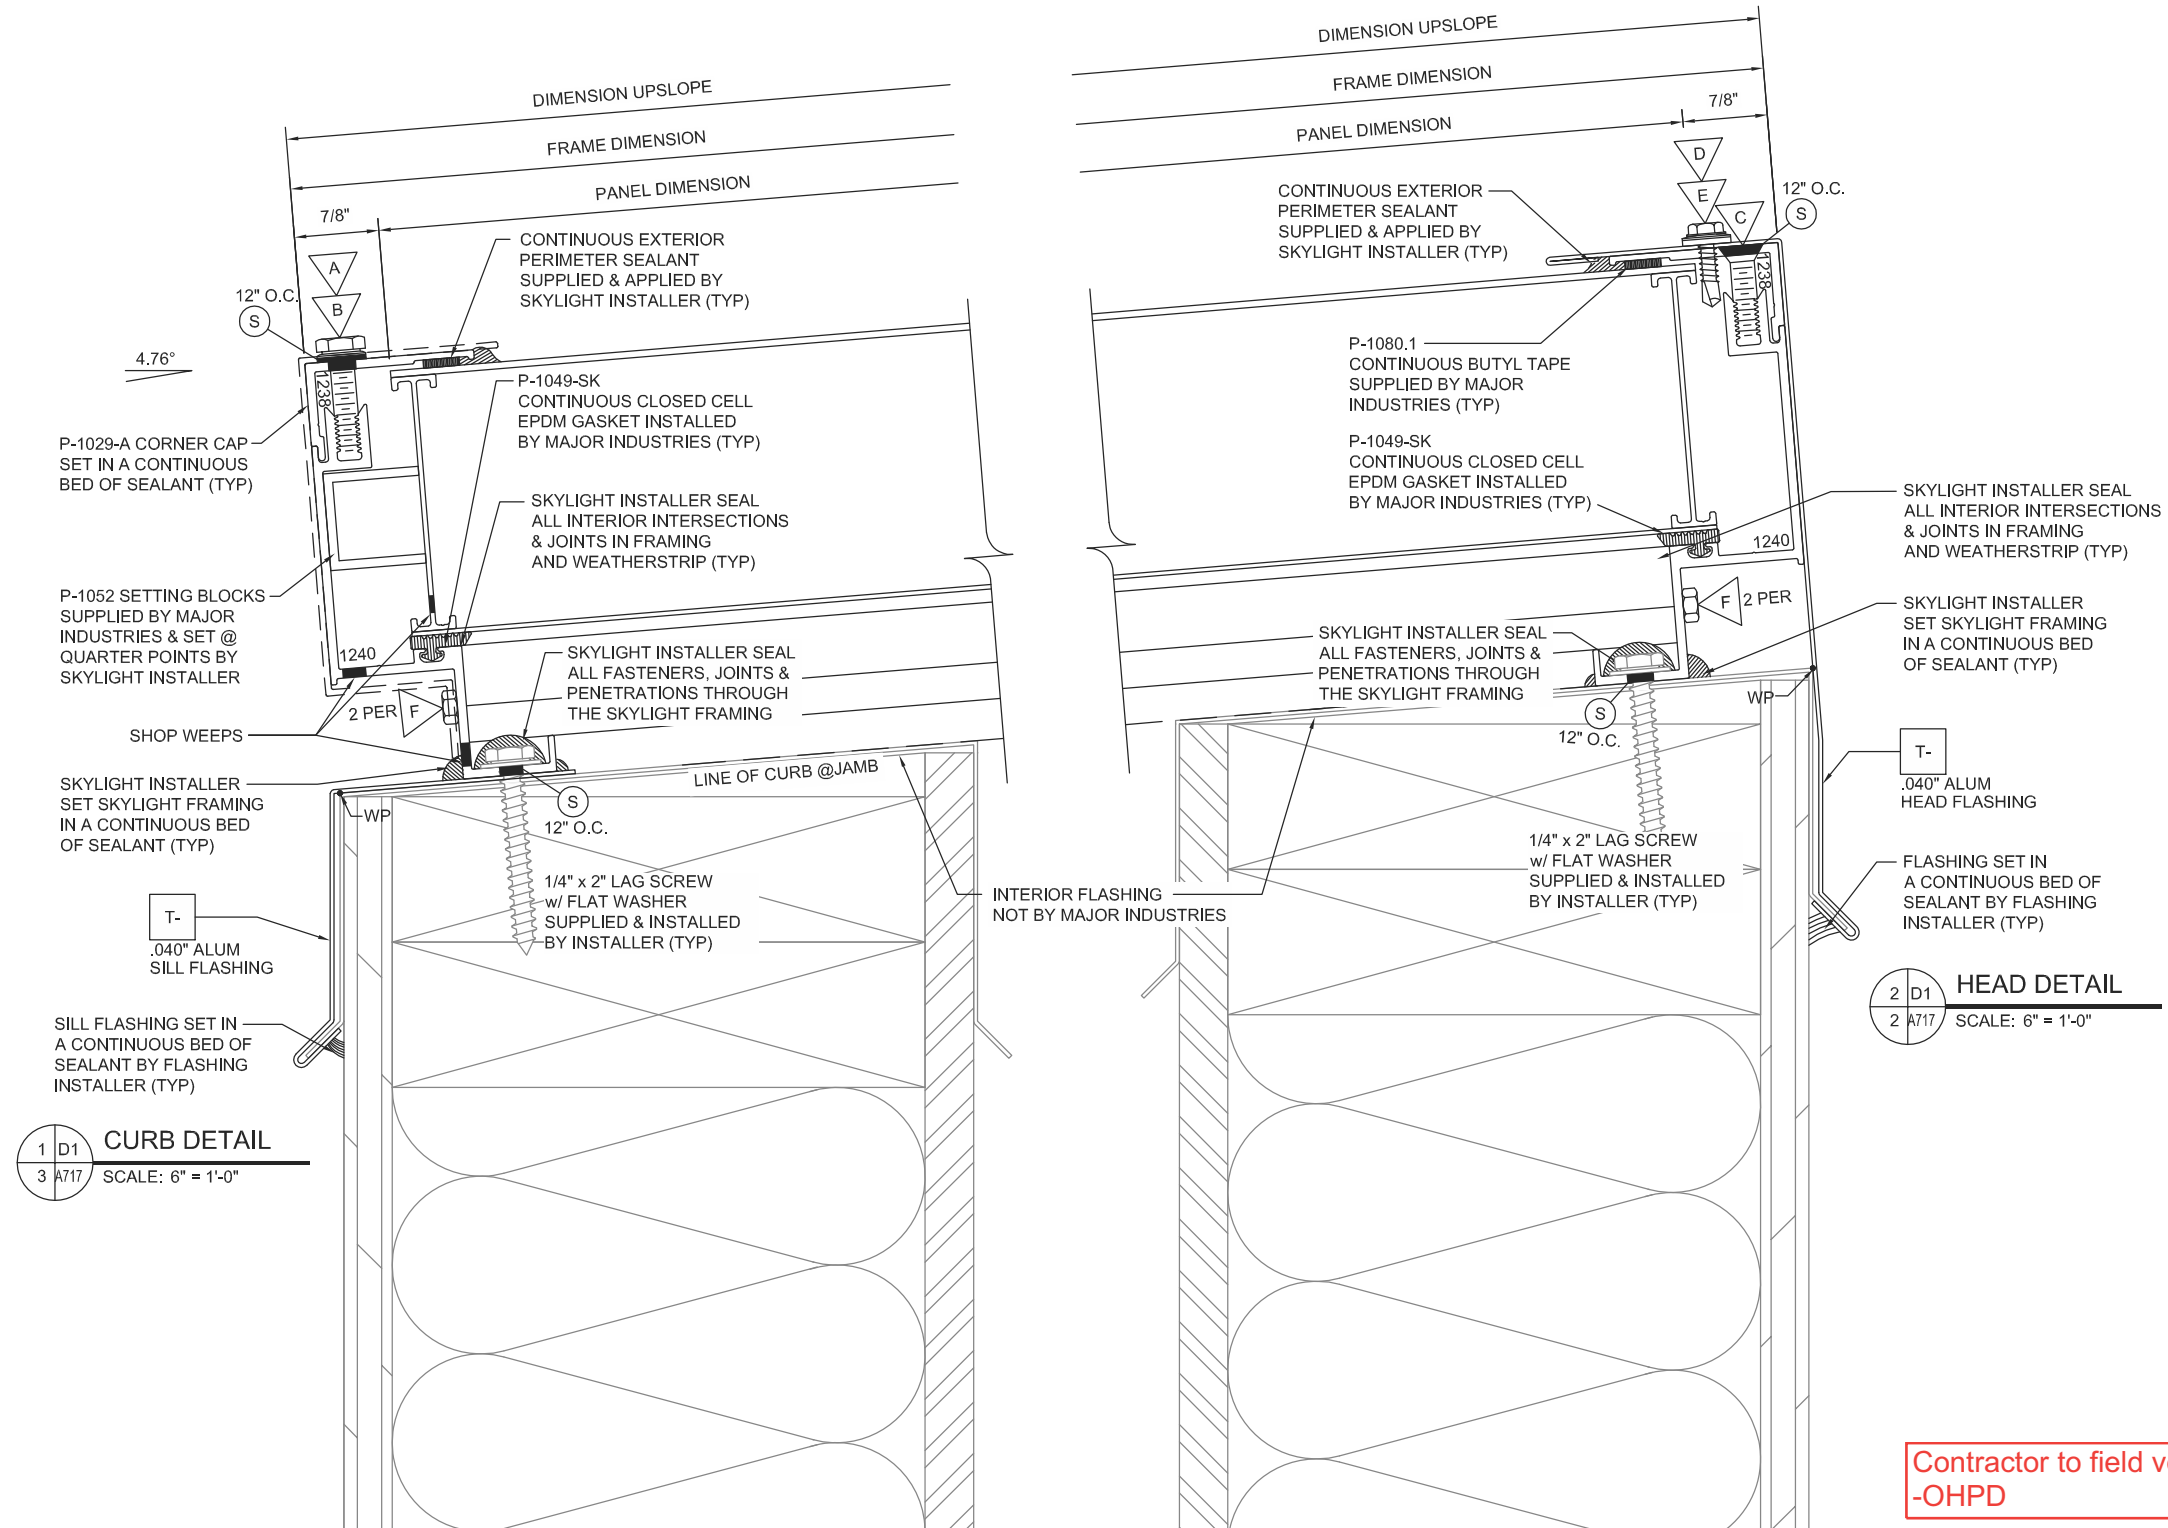 DIMENSION UPSLOPE
FRAME DIMENSION
PANEL DIMENSION
7/8"
A
B
12" O.C.
S
4.76°
CONTINUOUS EXTERIOR
PERIMETER SEALANT
SUPPLIED & APPLIED BY
SKYLIGHT INSTALLER (TYP)
1238
P-1049-SK
CONTINUOUS CLOSED CELL
EPDM GASKET INSTALLED
BY MAJOR INDUSTRIES (TYP)
P-1029-A CORNER CAP
SET IN A CONTINUOUS
BED OF SEALANT (TYP)
SKYLIGHT INSTALLER SEAL
ALL INTERIOR INTERSECTIONS
& JOINTS IN FRAMING
AND WEATHERSTRIP (TYP)
P-1052 SETTING BLOCKS
SUPPLIED BY MAJOR
INDUSTRIES & SET @
QUARTER POINTS BY
SKYLIGHT INSTALLER
1240
2 PER
F
SKYLIGHT INSTALLER SEAL
ALL FASTENERS, JOINTS &
PENETRATIONS THROUGH
THE SKYLIGHT FRAMING
SHOP WEEPS
SKYLIGHT INSTALLER
SET SKYLIGHT FRAMING
IN A CONTINUOUS BED
OF SEALANT (TYP)
WP
LINE OF CURB @JAMB
S
12" O.C.
1/4" x 2" LAG SCREW
w/ FLAT WASHER
SUPPLIED & INSTALLED
BY INSTALLER (TYP)
T-
.040" ALUM
SILL FLASHING
SILL FLASHING SET IN
A CONTINUOUS BED OF
SEALANT BY FLASHING
INSTALLER (TYP)
INTERIOR FLASHING
NOT BY MAJOR INDUSTRIES
1 D1
3 A717
CURB DETAIL
SCALE: 6" = 1'-0"
DIMENSION UPSLOPE
FRAME DIMENSION
PANEL DIMENSION
7/8"
D
E
C
12" O.C.
S
CONTINUOUS EXTERIOR
PERIMETER SEALANT
SUPPLIED & APPLIED BY
SKYLIGHT INSTALLER (TYP)
1238
P-1080.1
CONTINUOUS BUTYL TAPE
SUPPLIED BY MAJOR
INDUSTRIES (TYP)
P-1049-SK
CONTINUOUS CLOSED CELL
EPDM GASKET INSTALLED
BY MAJOR INDUSTRIES (TYP)
1240
SKYLIGHT INSTALLER SEAL
ALL INTERIOR INTERSECTIONS
& JOINTS IN FRAMING
AND WEATHERSTRIP (TYP)
F
2 PER
SKYLIGHT INSTALLER
SET SKYLIGHT FRAMING
IN A CONTINUOUS BED
OF SEALANT (TYP)
SKYLIGHT INSTALLER SEAL
ALL FASTENERS, JOINTS &
PENETRATIONS THROUGH
THE SKYLIGHT FRAMING
WP
S
12" O.C.
T-
.040" ALUM
HEAD FLASHING
1/4" x 2" LAG SCREW
w/ FLAT WASHER
SUPPLIED & INSTALLED
BY INSTALLER (TYP)
FLASHING SET IN
A CONTINUOUS BED OF
SEALANT BY FLASHING
INSTALLER (TYP)
2 D1
2 A717
HEAD DETAIL
SCALE: 6" = 1'-0"
Contractor to field
-OHPD